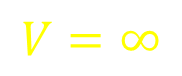 V = ∞